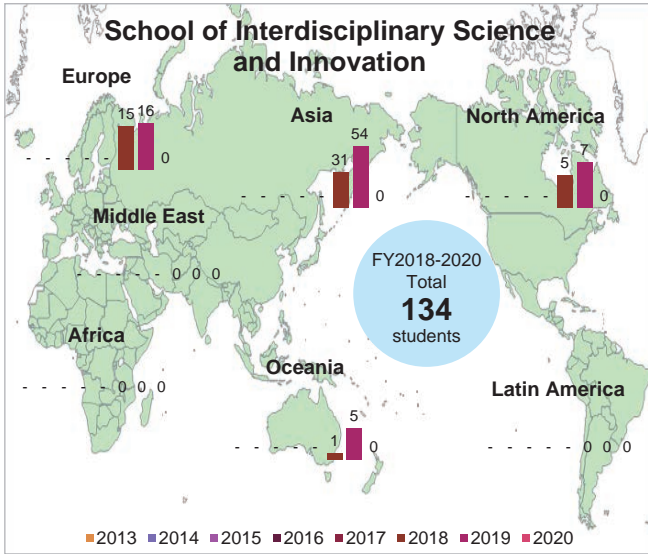 School of Interdisciplinary Science
and Innovation
Europe
15 16
- - - - - 0
Asia
31 54
- - - - - 0
North America
5 7
- - - - - 0
Middle East
- - - - - 0 0 0
FY2018-2020
Total
134
students
Africa
- - - - - 0 0 0
Oceania
1 5
- - - - - 0
Latin America
- - - - - 0 0 0
2013 2014 2015 2016 2017 2018 2019 2020